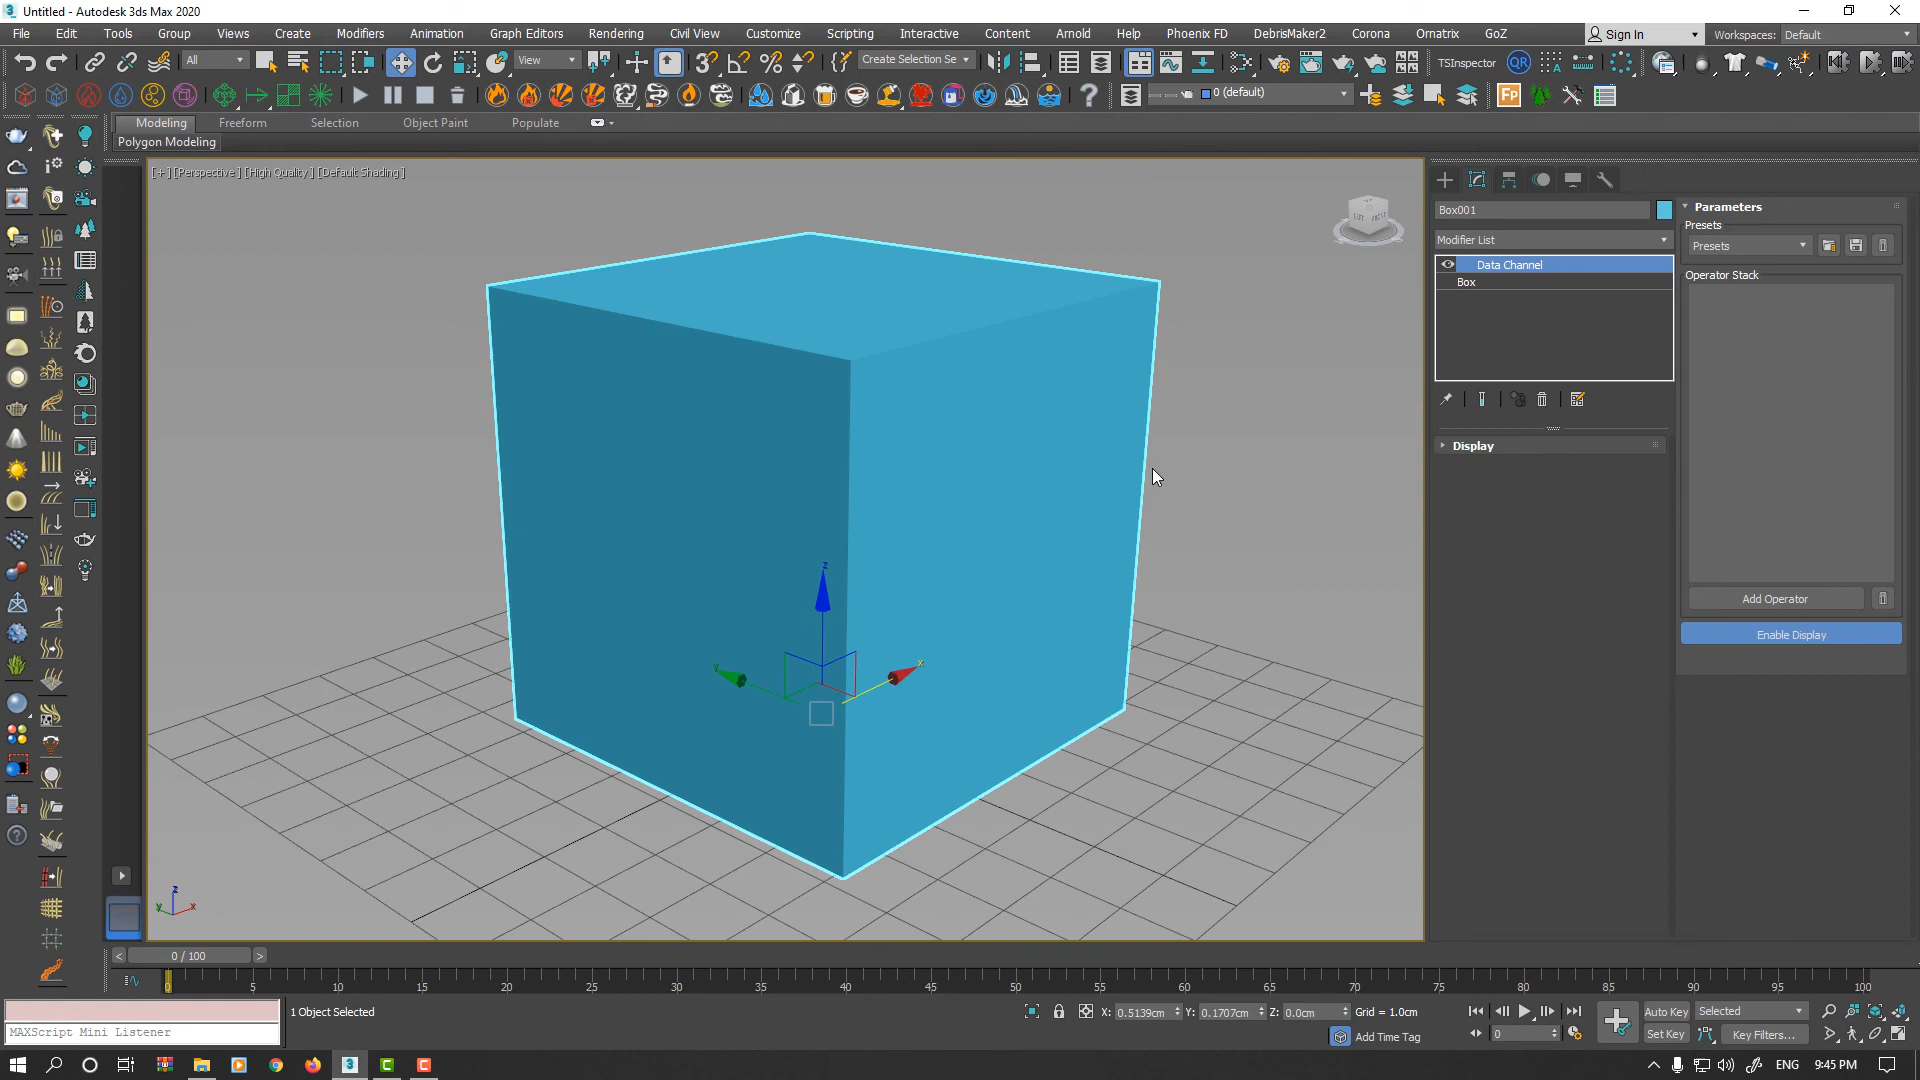 Untitled - Autodesk 3ds Max 2020
File Edit Tools Group Views Create Modifiers Animation Graph Editors Rendering Civil View Customize Scripting Interactive Content Arnold Help Phoenix FD DebrisMaker2 Corona Ornatrix GoZ Sign In Workspaces: Default
All View Create Selection Se TSInspector QR
0 (default) Fp
Modeling Freeform Selection Object Paint Populate
Polygon Modeling
[+] [Perspective] [High Quality] [Default Shading]
Box001
Modifier List
Data Channel
Box
Display
Parameters
Presets
Presets
Operator Stack
Add Operator
Enable Display
z
y
x
z
y
x
0 / 100
0 5 10 15 20 25 30 35 40 45 50 55 60 65 70 75 80 85 90 95 100
1 Object Selected X: 0.5139cm Y: 0.1707cm Z: 0.0cm Grid = 1.0cm Auto Key Selected
MAXScript Mini Listener Add Time Tag 0 Set Key Key Filters...
ENG 9:45 PM